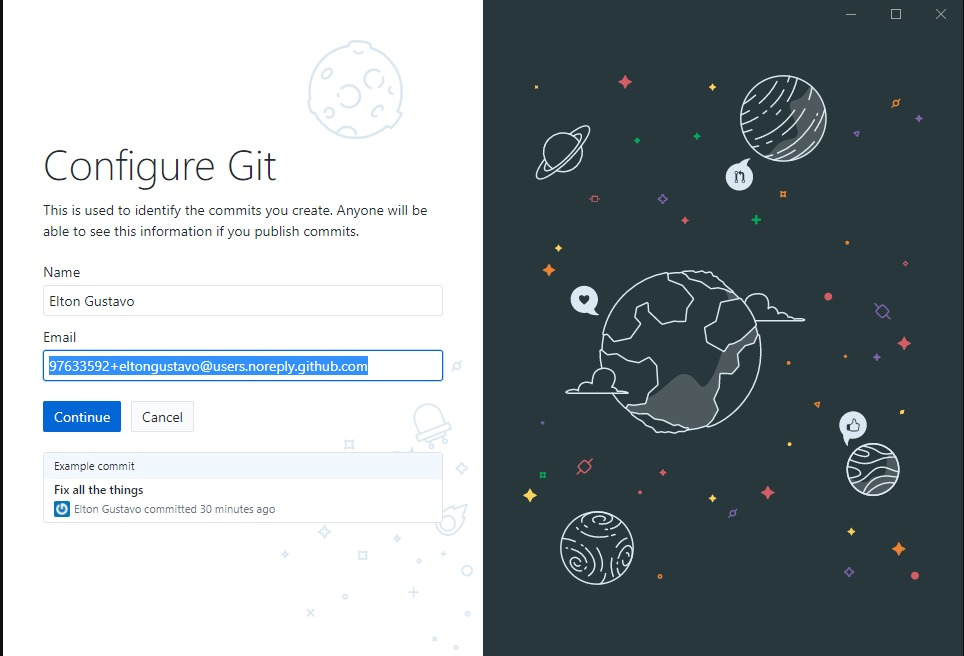 Configure Git
This is used to identify the commits you create. Anyone will be
able to see this information if you publish commits.
Name
Elton Gustavo
Email
97633592+eltongustavo@users.noreply.github.com
Continue
Cancel
Example commit
Fix all the things
Elton Gustavo committed 30 minutes ago